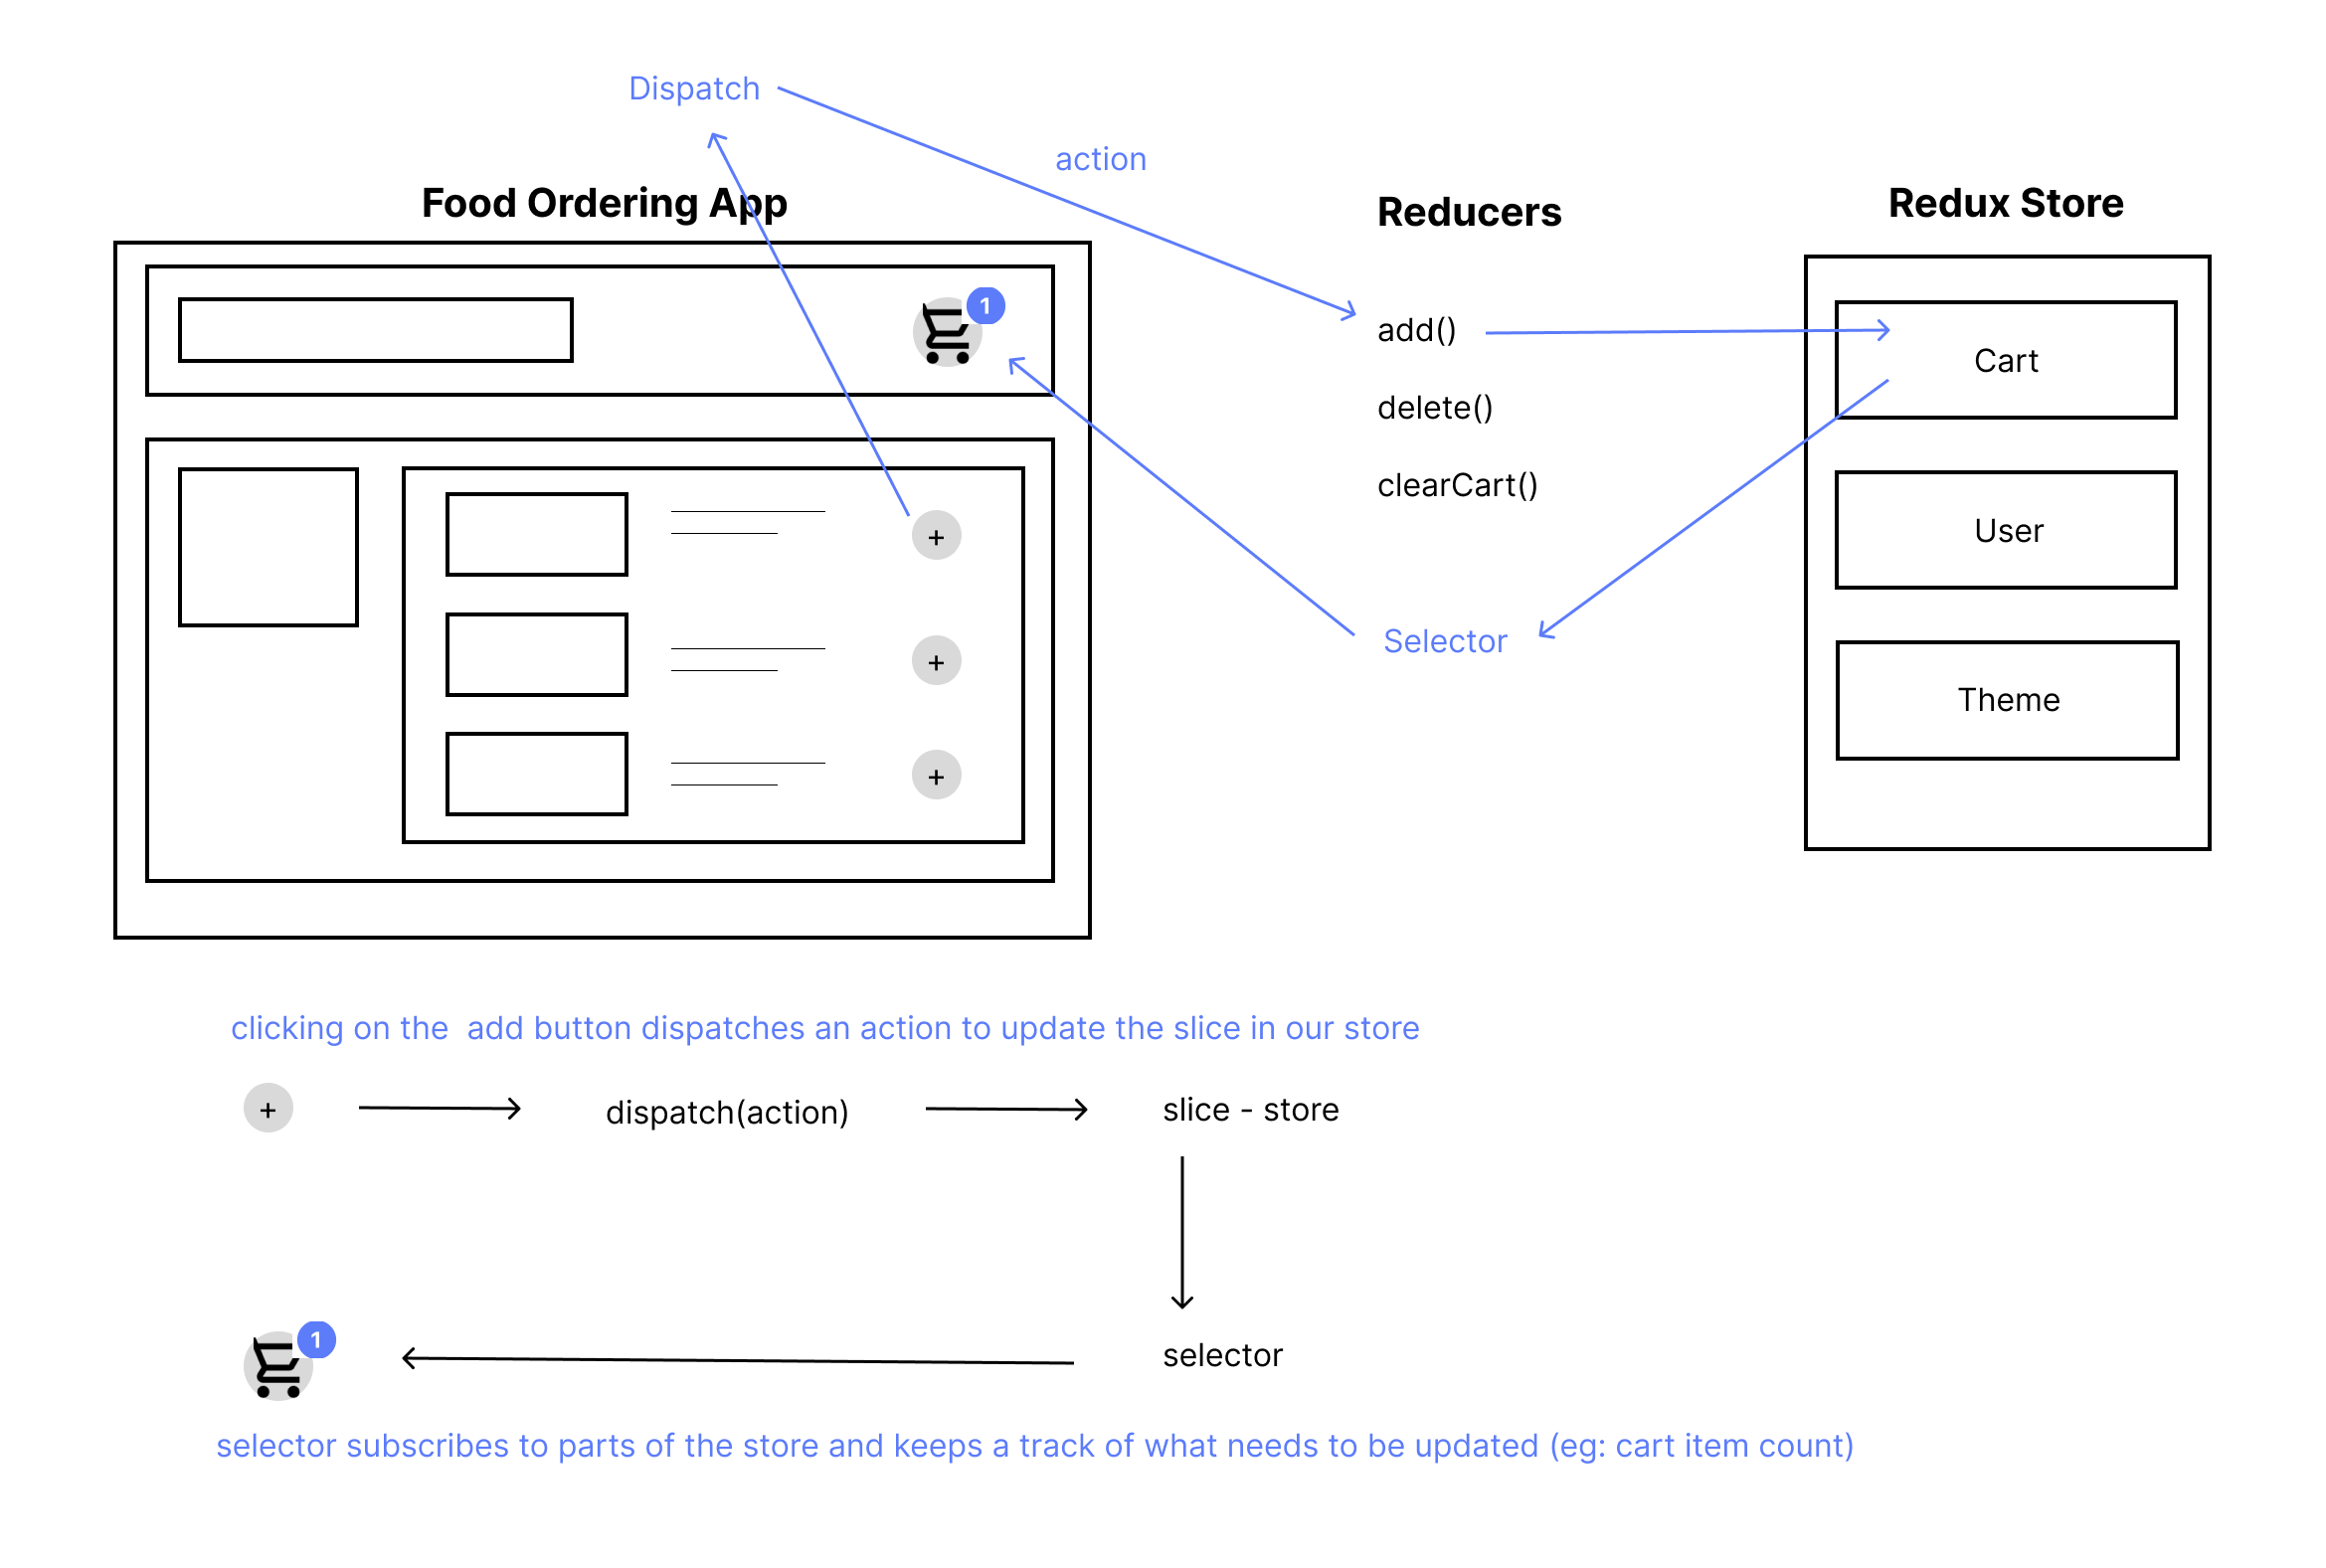 Dispatch
action
Food Ordering App
Reducers
Redux Store
1
add()
Cart
delete()
clearCart()
+
User
Selector
+
Theme
+
clicking on the  add button dispatches an action to update the slice in our store
+
dispatch(action)
slice - store
1
selector
selector subscribes to parts of the store and keeps a track of what needs to be updated (eg: cart item count)